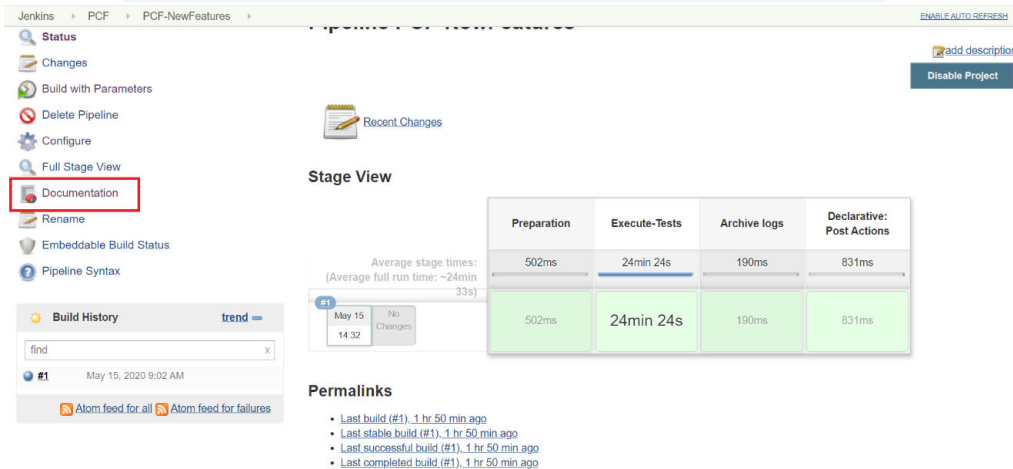 Jenkins PCF PCF-NewFeatures
ENABLE AUTO REFRESH
Pipeline PCF-NewFeatures
Status
Changes
Build with Parameters
Delete Pipeline
Configure
Full Stage View
Documentation
Rename
Embeddable Build Status
Pipeline Syntax
add description
Disable Project
Recent Changes
Stage View
Preparation
Execute-Tests
Archive logs
Declarative:
Post Actions
Average stage times:
(Average full run time: ~24min
33s)
502ms
24min 24s
190ms
831ms
#1
May 15
14:32
No
Changes
502ms
24min 24s
190ms
831ms
Build History
trend
find
x
#1
May 15, 2020 9:02 AM
Atom feed for all Atom feed for failures
Permalinks
• Last build (#1), 1 hr 50 min ago
• Last stable build (#1), 1 hr 50 min ago
• Last successful build (#1), 1 hr 50 min ago
• Last completed build (#1), 1 hr 50 min ago